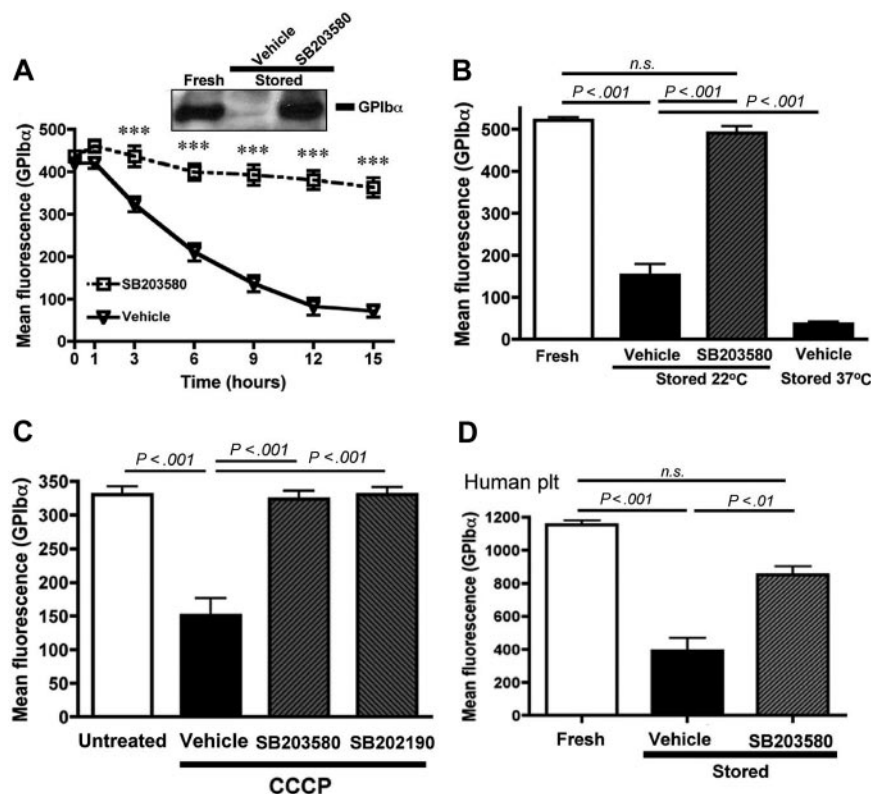 A
Fresh
Vehicle
SB203580
Stored
GPIbα
Mean fluorescence (GPIbα)
500
400
300
200
100
0
***
***
***
***
***
SB203580
Vehicle
0 1 3 6 9 12 15
Time (hours)
B
n.s.
P < .001
P < .001
P < .001
Mean fluorescence (GPIbα)
500
400
300
200
100
0
Fresh
Vehicle SB203580
Stored 22°C
Vehicle
Stored 37°C
C
P < .001
P < .001
P < .001
Mean fluorescence (GPIbα)
350
300
250
200
150
100
50
0
Untreated
Vehicle SB203580 SB202190
CCCP
D
Human plt
n.s.
P < .001
P < .01
Mean fluorescence (GPIbα)
1200
1000
800
600
400
200
0
Fresh
Vehicle SB203580
Stored